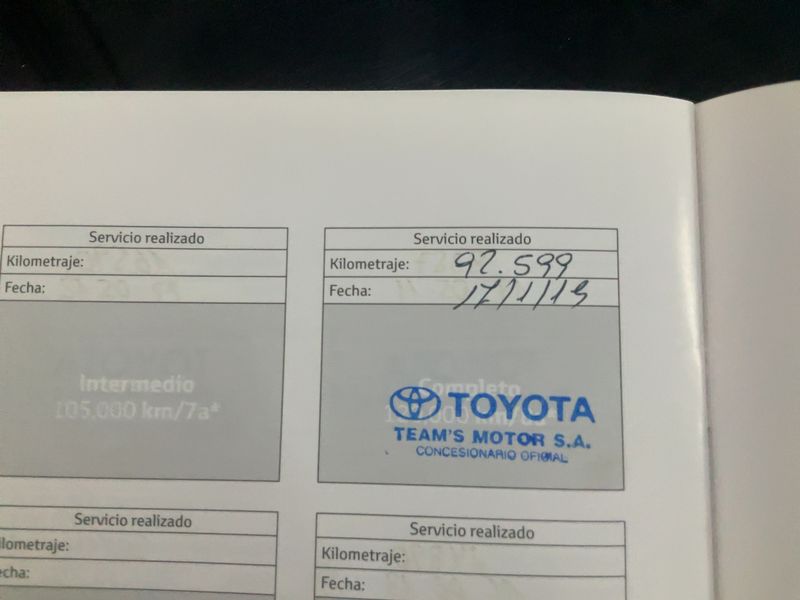 Servicio realizado
Kilometraje:
Fecha:
Intermedio
105.000 km/7a*
Servicio realizado
Kilometraje: 92.599
Fecha: 17/1/19
Completo
TOYOTA
TEAM'S MOTOR S.A.
CONCESIONARIO OFICIAL
Servicio realizado
ilometraje:
echa:
Servicio realizado
Kilometraje:
Fecha: